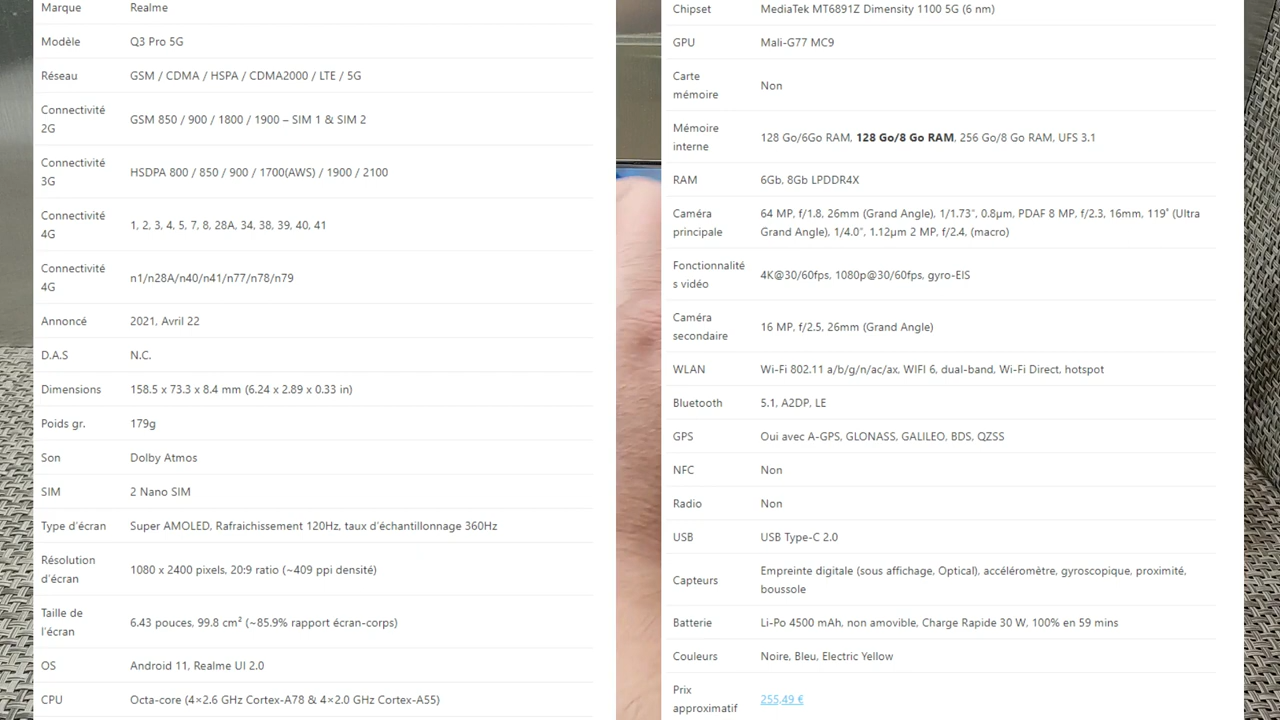 Marque Realme
Modèle Q3 Pro 5G
Réseau GSM / CDMA / HSPA / CDMA2000 / LTE / 5G
Connectivité
2G
GSM 850 / 900 / 1800 / 1900 – SIM 1 & SIM 2
Connectivité
3G
HSDPA 800 / 850 / 900 / 1700(AWS) / 1900 / 2100
Connectivité
4G
1, 2, 3, 4, 5, 7, 8, 28A, 34, 38, 39, 40, 41
Connectivité
4G
n1/n28A/n40/n41/n77/n78/n79
Annoncé 2021, Avril 22
D.A.S N.C.
Dimensions 158.5 x 73.3 x 8.4 mm (6.24 x 2.89 x 0.33 in)
Poids gr. 179g
Son Dolby Atmos
SIM 2 Nano SIM
Type d'écran Super AMOLED, Rafraichissement 120Hz, taux d'échantillonnage 360Hz
Résolution
d'écran
1080 x 2400 pixels, 20:9 ratio (~409 ppi densité)
Taille de
l'écran
6.43 pouces, 99.8 cm² (~85.9% rapport écran-corps)
OS Android 11, Realme UI 2.0
CPU Octa-core (4×2.6 GHz Cortex-A78 & 4×2.0 GHz Cortex-A55)
Chipset MediaTek MT6891Z Dimensity 1100 5G (6 nm)
GPU Mali-G77 MC9
Carte
mémoire
Non
Mémoire
interne
128 Go/6Go RAM, 128 Go/8 Go RAM, 256 Go/8 Go RAM, UFS 3.1
RAM 6Gb, 8Gb LPDDR4X
Caméra
principale
64 MP, f/1.8, 26mm (Grand Angle), 1/1.73″, 0.8µm, PDAF 8 MP, f/2.3, 16mm, 119˚ (Ultra
Grand Angle), 1/4.0″, 1.12µm 2 MP, f/2.4, (macro)
Fonctionnalité
s vidéo
4K@30/60fps, 1080p@30/60fps, gyro-EIS
Caméra
secondaire
16 MP, f/2.5, 26mm (Grand Angle)
WLAN Wi-Fi 802.11 a/b/g/n/ac/ax, WIFI 6, dual-band, Wi-Fi Direct, hotspot
Bluetooth 5.1, A2DP, LE
GPS Oui avec A-GPS, GLONASS, GALILEO, BDS, QZSS
NFC Non
Radio Non
USB USB Type-C 2.0
Capteurs
Empreinte digitale (sous affichage, Optical), accéléromètre, gyroscopique, proximité,
boussole
Batterie Li-Po 4500 mAh, non amovible, Charge Rapide 30 W, 100% en 59 mins
Couleurs Noire, Bleu, Electric Yellow
Prix
approximatif
255,49 €